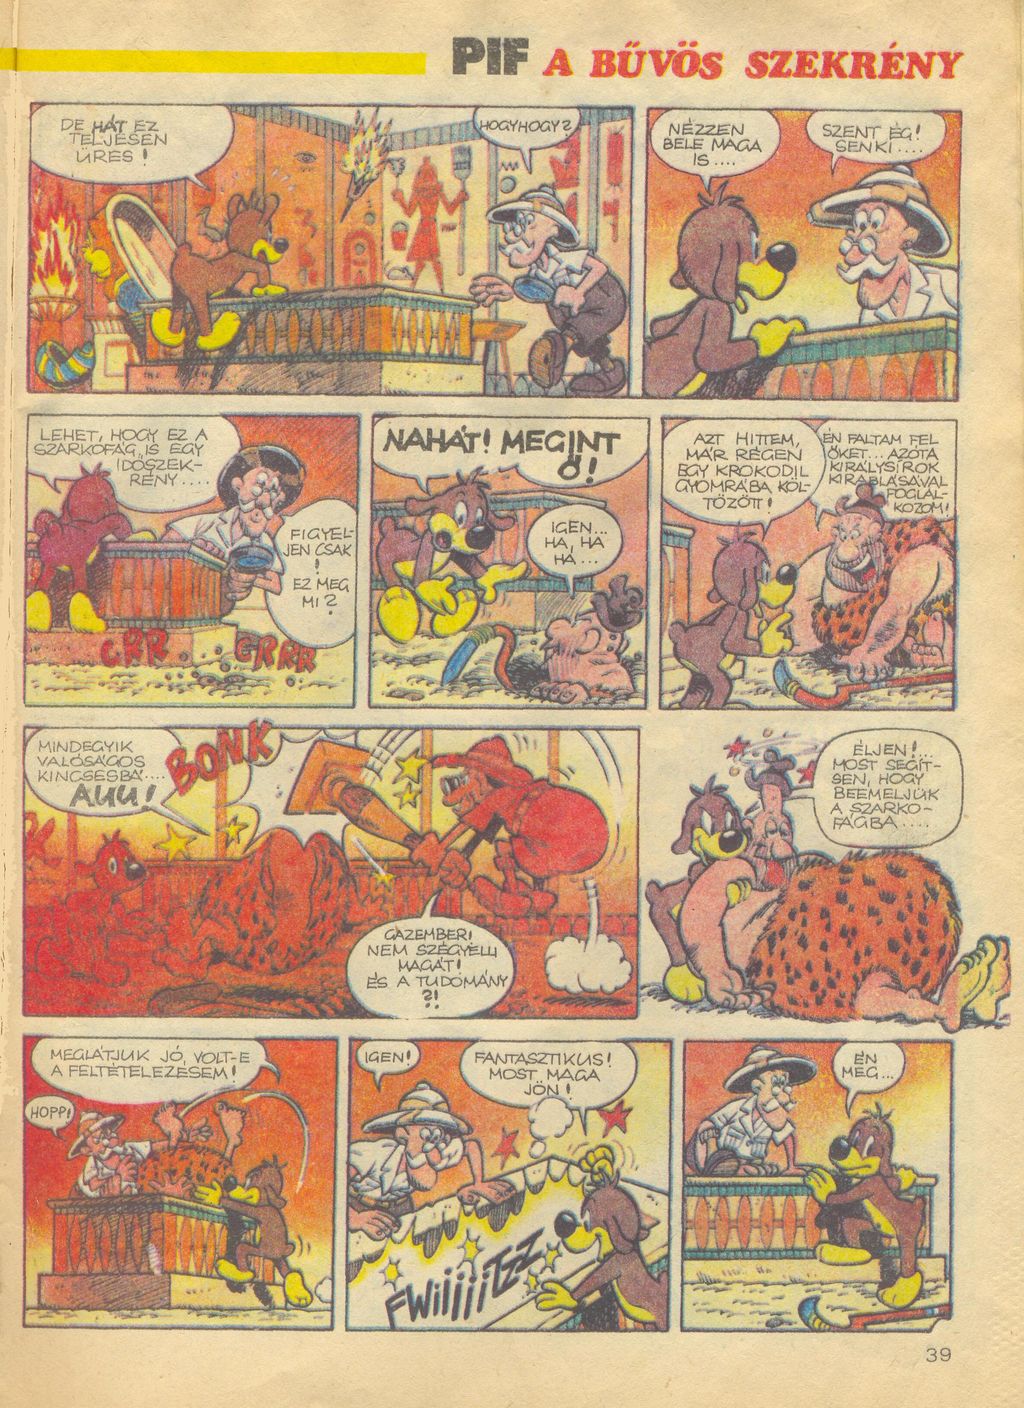 PIF A BŰVÖS SZEKRÉNY
DE HÁT EZ
TELJESEN
ÜRES !
HOGYHOGY?
NÉZZEN
BELE MAGA
IS....
SZENT ÉG!
SENKI....
LEHET, HOGY EZ A
SZARKOFÁG IS EGY
IDŐSZEK-
RÉNY....
FIGYEL-
JEN CSAK
!
EZ MEG
MI?
CRR
GRRR
NAHÁT! MEGINT
Ő!
IGEN...
HA, HA
HA...
AZT HITTEM,
MÁR RÉGEN
EGY KROKODIL
GYOMRÁBA KÖL-
TÖZÖTT!
ÉN FALTAM FEL
ŐKET... AZÓTA
KIRÁLYSÍROK
KIRABLÁSÁVAL
FOGLAL-
KOZOM!
MINDEGYIK
VALÓSÁGOS
KINCSESBÁ....
AUU!
BONK
GAZEMBER!
NEM SZÉGYELLI
MAGÁT!
ÉS A TUDOMÁNY
?!
ÉLJEN!...
MOST SEGÍT-
SEN, HOGY
BEEMELJÜK
A SZARKO-
FÁGBA.....
MEGLÁTJUK JÓ, VOLT-E
A FELTÉTELEZÉSEM!
HOPP!
IGEN!
FANTASZTIKUS!
MOST MAGA
JÖN!
FWIIIIITZZ
ÉN
MEG...
39